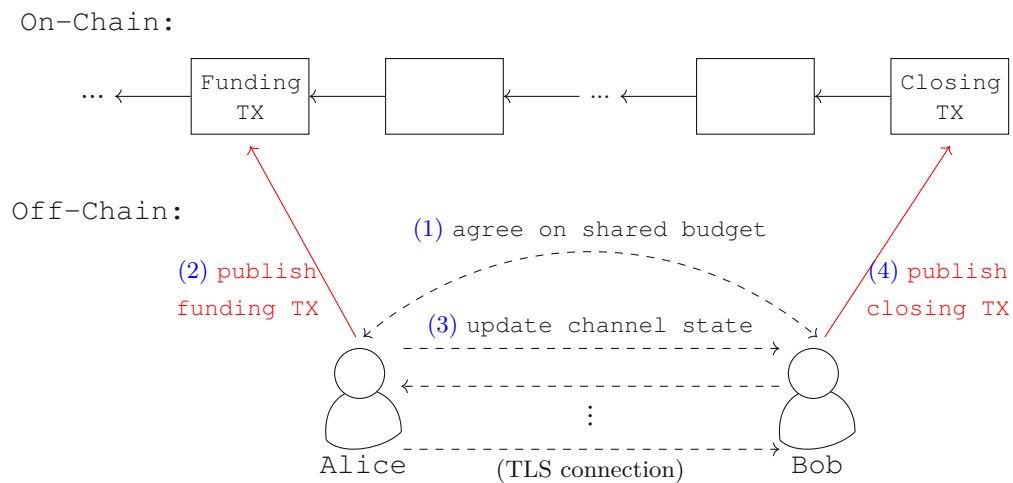 On-Chain:
... Funding TX ... Closing TX
Off-Chain:
(1) agree on shared budget
(2) publish funding TX
(4) publish closing TX
(3) update channel state
⋮
Alice
(TLS connection)
Bob